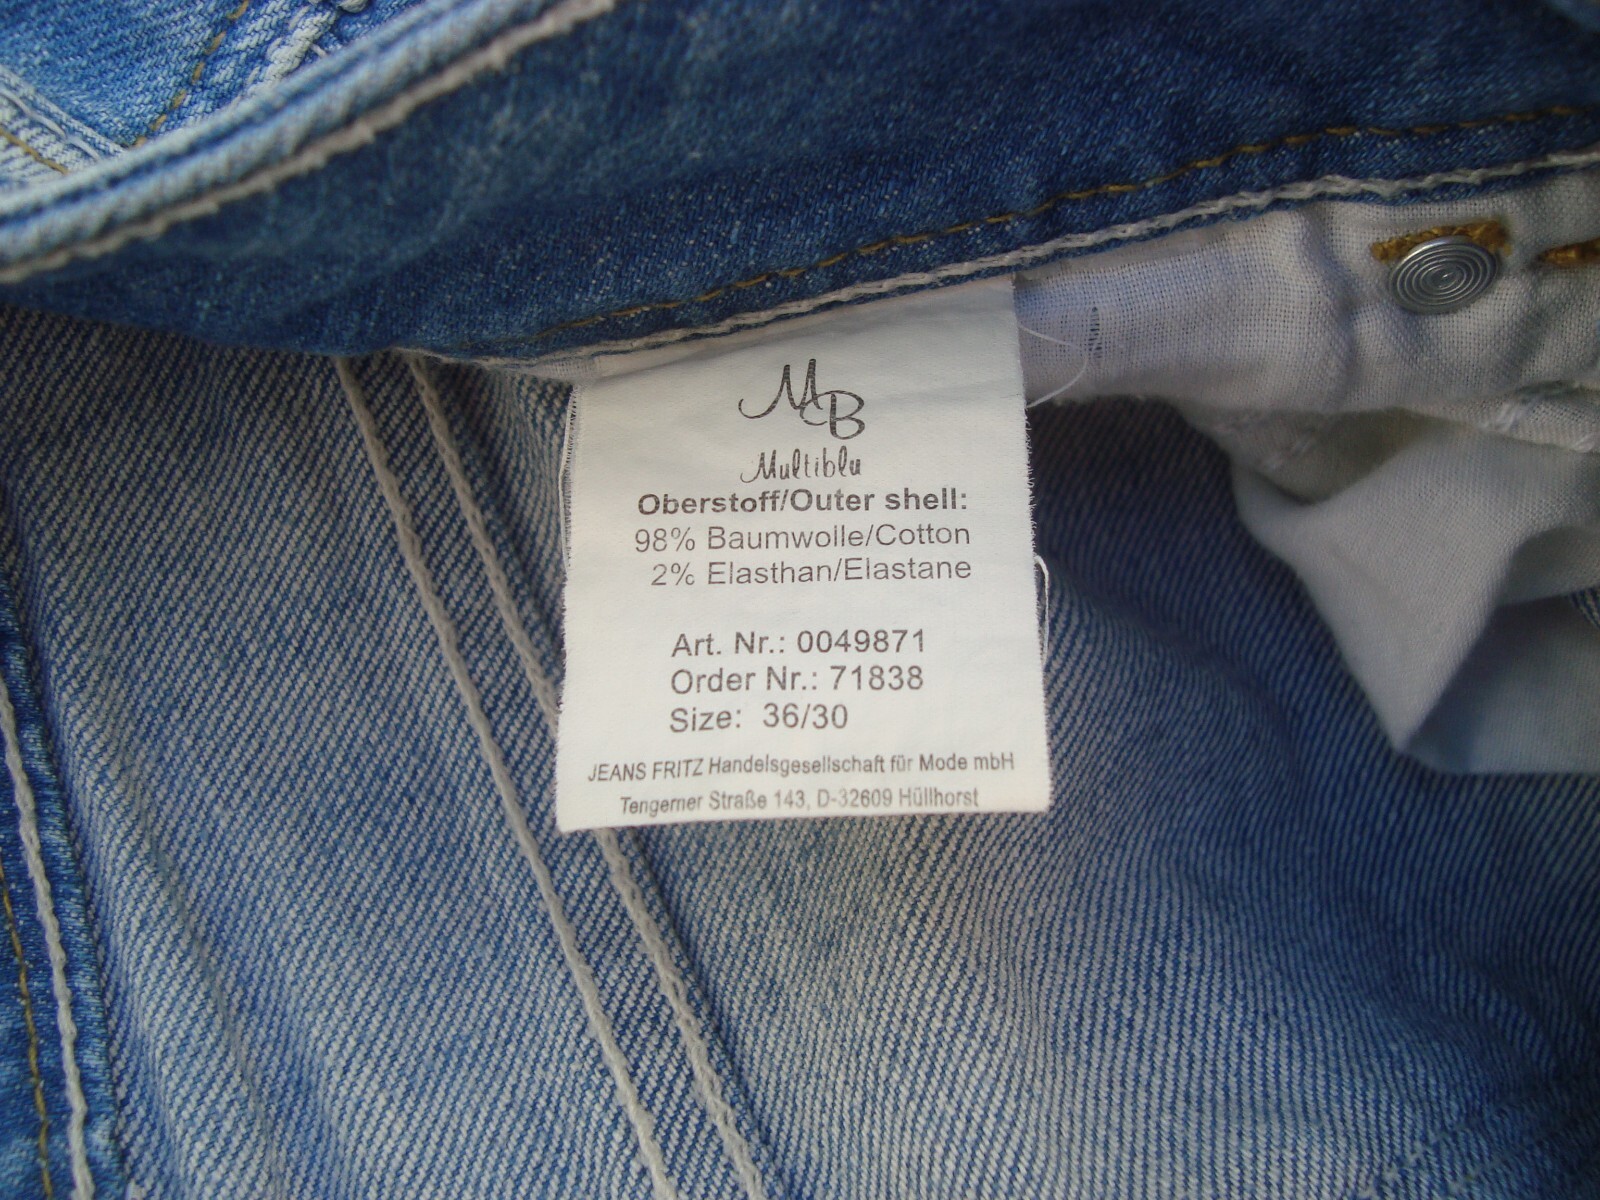 MB
Multiblu
Oberstoff/Outer shell:
98% Baumwolle/Cotton
2% Elasthan/Elastane
Art. Nr.: 0049871
Order Nr.: 71838
Size: 36/30
JEANS FRITZ Handelsgesellschaft für Mode mbH
Tengerner Straße 143, D-32609 Hüllhorst